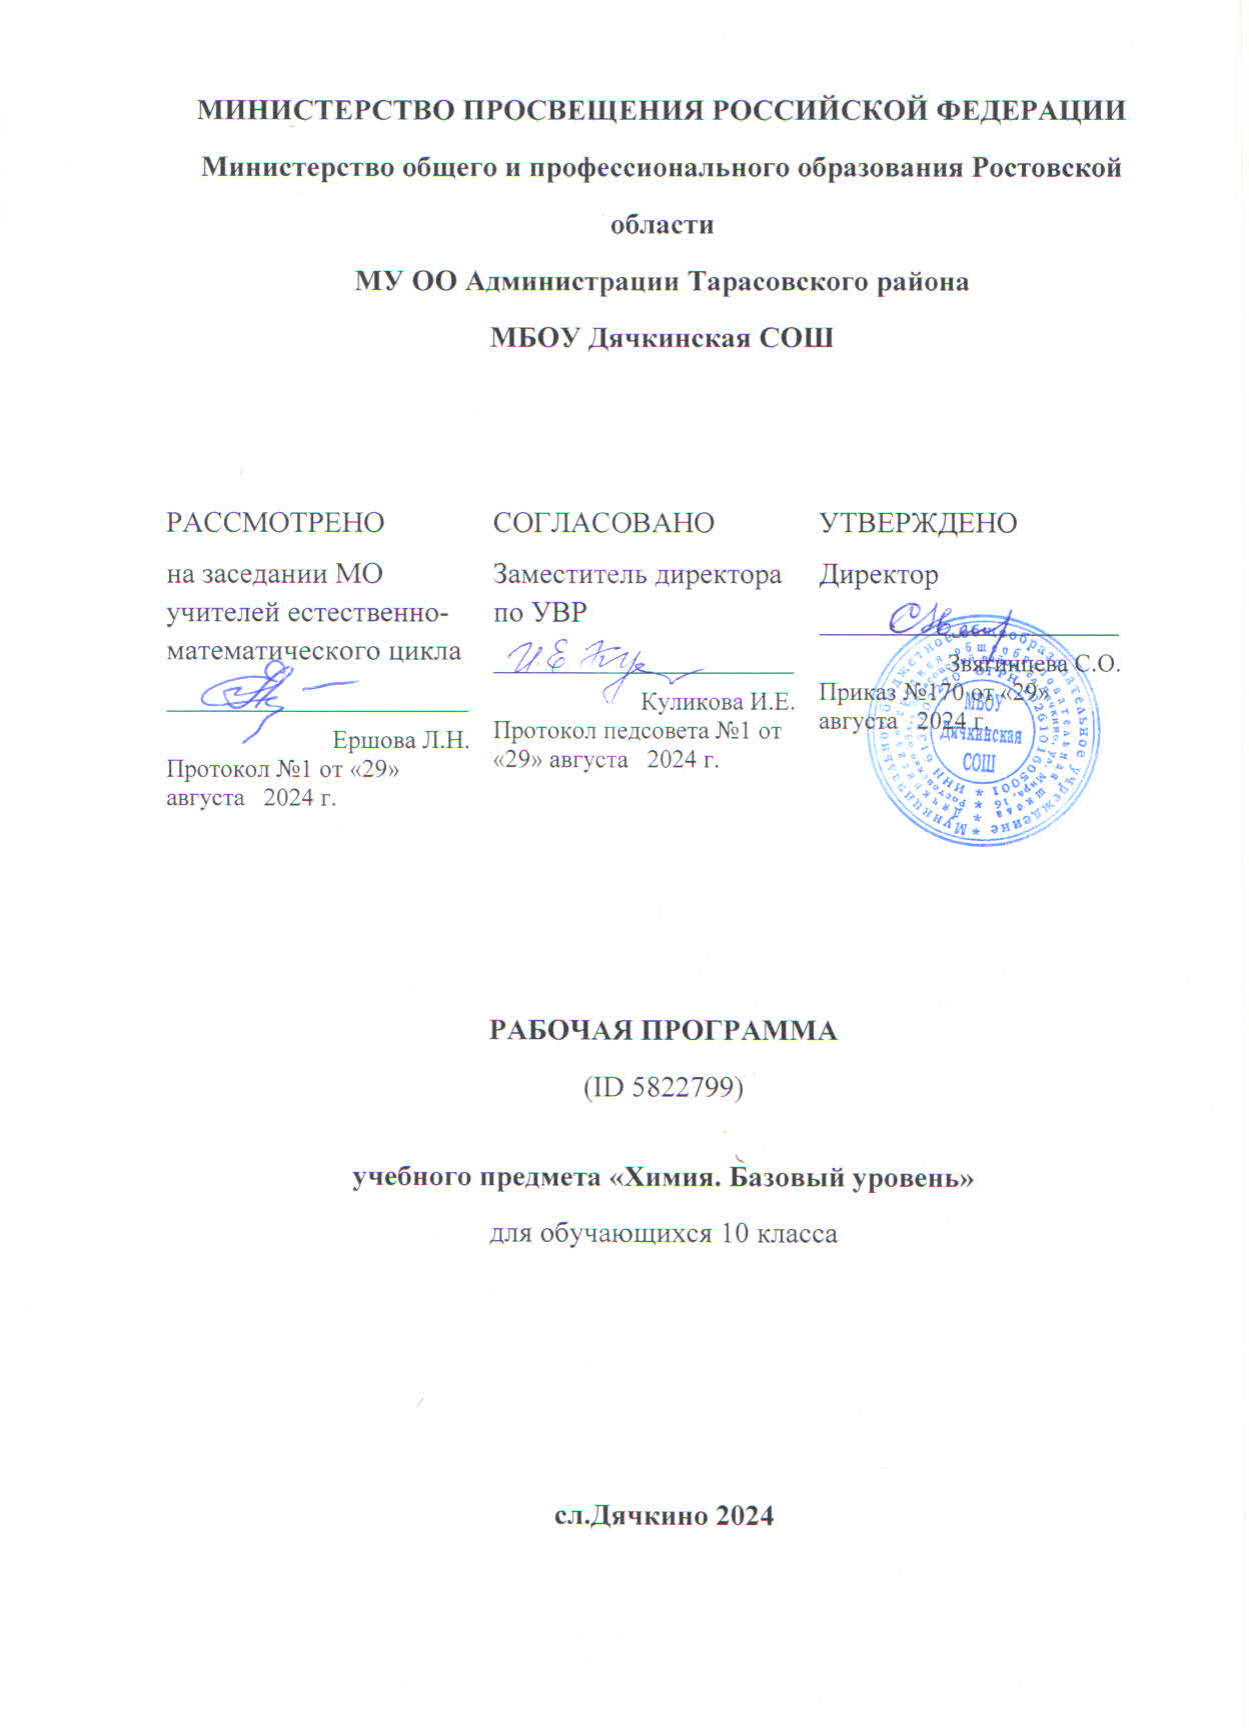 МИНИСТЕРСТВО ПРОСВЕЩЕНИЯ РОССИЙСКОЙ ФЕДЕРАЦИИ
Министерство общего и профессионального образования Ростовской
области
МУ ОО Администрации Тарасовского района
МБОУ Дячкинская СОШ
РАССМОТРЕНО
на заседании МО
учителей естественно-
математического цикла
Ершова Л.Н.
Протокол №1 от «29»
августа 2024 г.
СОГЛАСОВАНО
Заместитель директора
по УВР
Куликова И.Е.
Протокол педсовета №1 от
«29» августа 2024 г.
УТВЕРЖДЕНО
Директор
Звягинцева С.О.
Приказ №170 от «29»
августа 2024 г.
МБОУ
Дячкинская
СОШ
РАБОЧАЯ ПРОГРАММА
(ID 5822799)
учебного предмета «Химия. Базовый уровень»
для обучающихся 10 класса
сл.Дячкино 2024